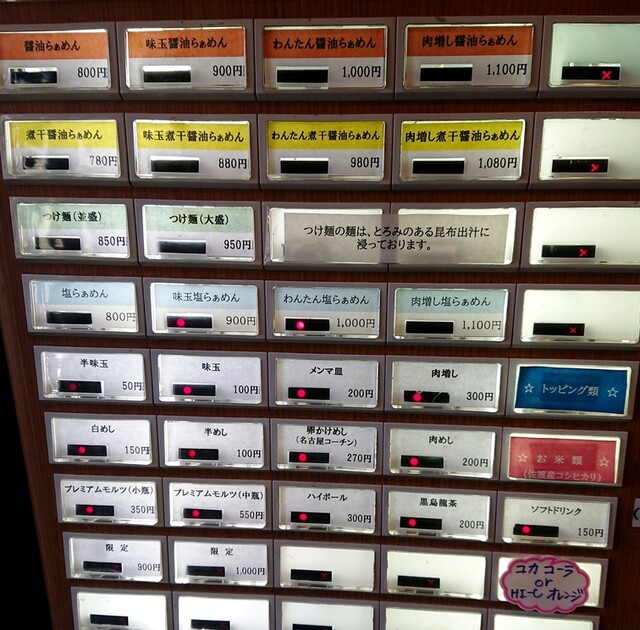 醤油らぁめん 800円
味玉醤油らぁめん 900円
わんたん醤油らぁめん 1,000円
肉増し醤油らぁめん 1,100円
煮干醤油らぁめん 780円
味玉煮干醤油らぁめん 880円
わんたん煮干醤油らぁめん 980円
肉増し煮干醤油らぁめん 1,080円
つけ麺(並盛) 850円
つけ麺(大盛) 950円
つけ麺の麺は、とろみのある昆布出汁に
浸っております。
塩らぁめん 800円
味玉塩らぁめん 900円
わんたん塩らぁめん 1,000円
肉増し塩らぁめん 1,100円
半味玉 50円
味玉 100円
メンマ皿 200円
肉増し 300円
☆ トッピング類 ☆
白めし 150円
半めし 100円
卵かけめし
(名古屋コーチン) 270円
肉めし 200円
☆ お米類 ☆
(佐渡産コシヒカリ)
プレミアムモルツ(小瓶) 350円
プレミアムモルツ(中瓶) 550円
ハイボール 300円
黒烏龍茶 200円
ソフトドリンク 150円
限定 900円
限定 1,000円
コカコーラ
or
HI-C オレンジ